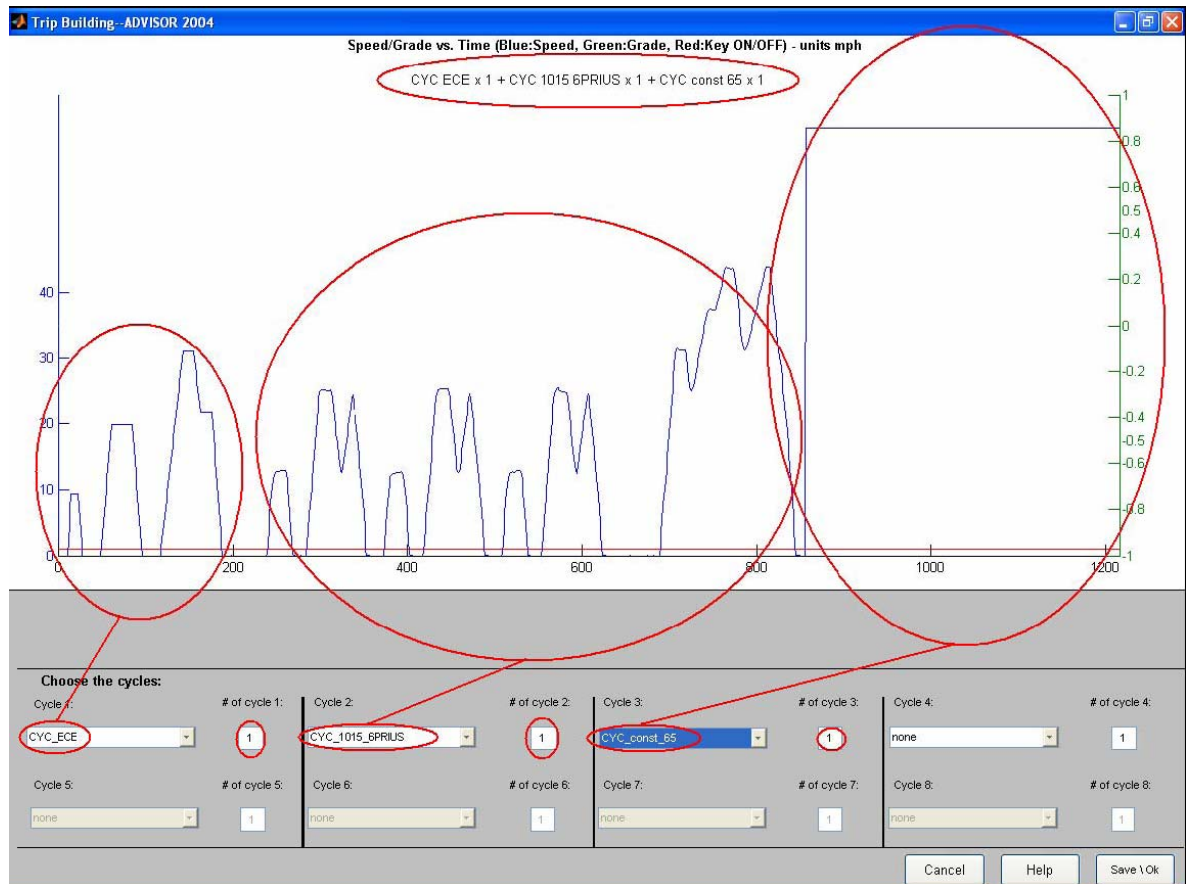 Trip Building--ADVISOR 2004
Speed/Grade vs. Time (Blue:Speed, Green:Grade, Red:Key ON/OFF) - units mph
CYC ECE x 1 + CYC 1015 6PRIUS x 1 + CYC const 65 x 1
40
30
20
10
0
1
0.8
0.6
0.5
0.4
0.2
0
-0.2
-0.4
-0.5
-0.6
-0.8
-1
0 200 400 600 800 1000 1200
Choose the cycles:
Cycle 1: # of cycle 1: Cycle 2: # of cycle 2: Cycle 3: # of cycle 3: Cycle 4: # of cycle 4:
CYC_ECE 1 CYC_1015_6PRIUS 1 CYC_const_65 1 none 1
Cycle 5: # of cycle 5: Cycle 6: # of cycle 6: Cycle 7: # of cycle 7: Cycle 8: # of cycle 8:
none 1 none 1 none 1 none 1
Cancel Help Save \ Ok